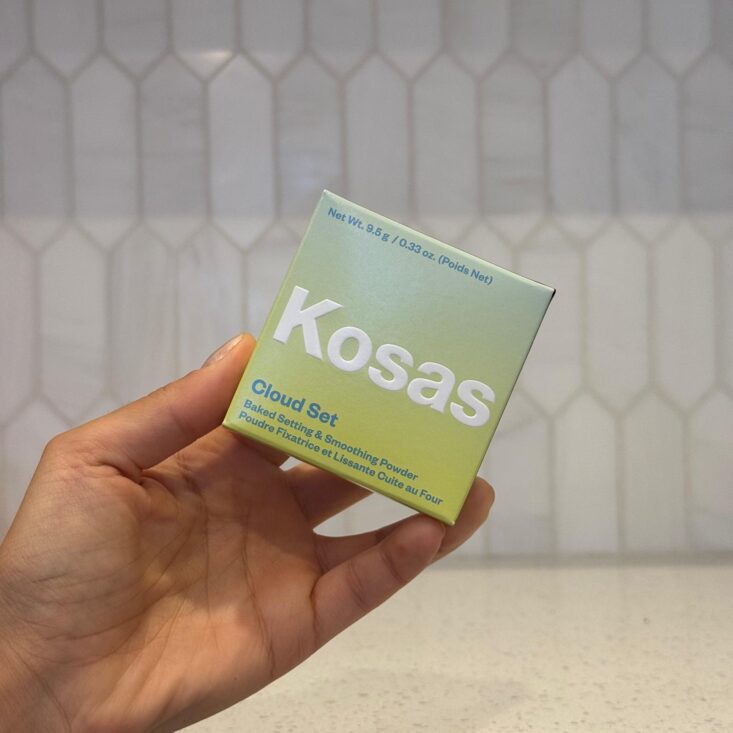 Net Wt. 9.5 g / 0.33 oz. (Poids Net)
Kosas
Cloud Set
Baked Setting & Smoothing Powder
Poudre Fixatrice et Lissante Cuite au Four